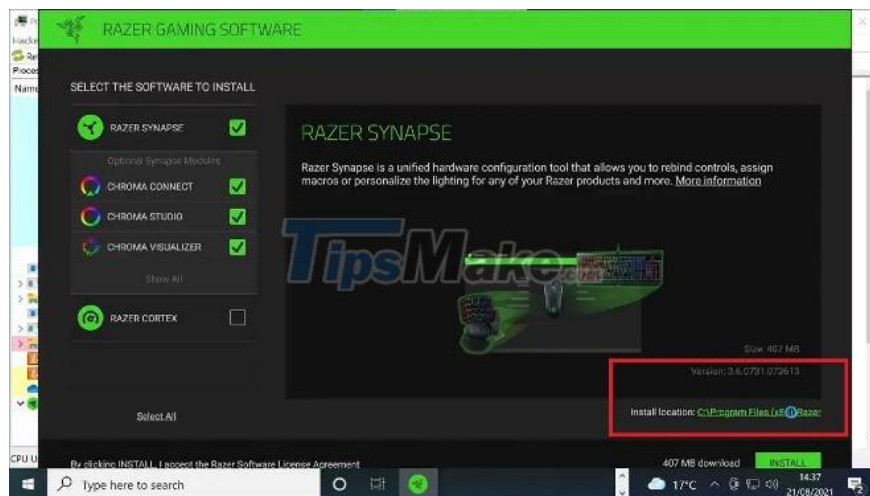 RAZER GAMING SOFTWARE
Name
SELECT THE SOFTWARE TO INSTALL
RAZER SYNAPSE
Optional Synapse Modules
CHROMA CONNECT
CHROMA STUDIO
CHROMA VISUALIZER
Show All
RAZER CORTEX
Select All
RAZER SYNAPSE
Razer Synapse is a unified hardware configuration tool that allows you to rebind controls, assign
macros or personalize the lighting for any of your Razer products and more. More information
TipsMake.com
Size: 407 MB
Version: 3.6.0731.072613
Install location: C:\Program Files (x86)\Razer
By clicking INSTALL, I accept the Razer Software License Agreement
407 MB download
INSTALL
CPU U
Type here to search
17°C
14:37
21/08/2021